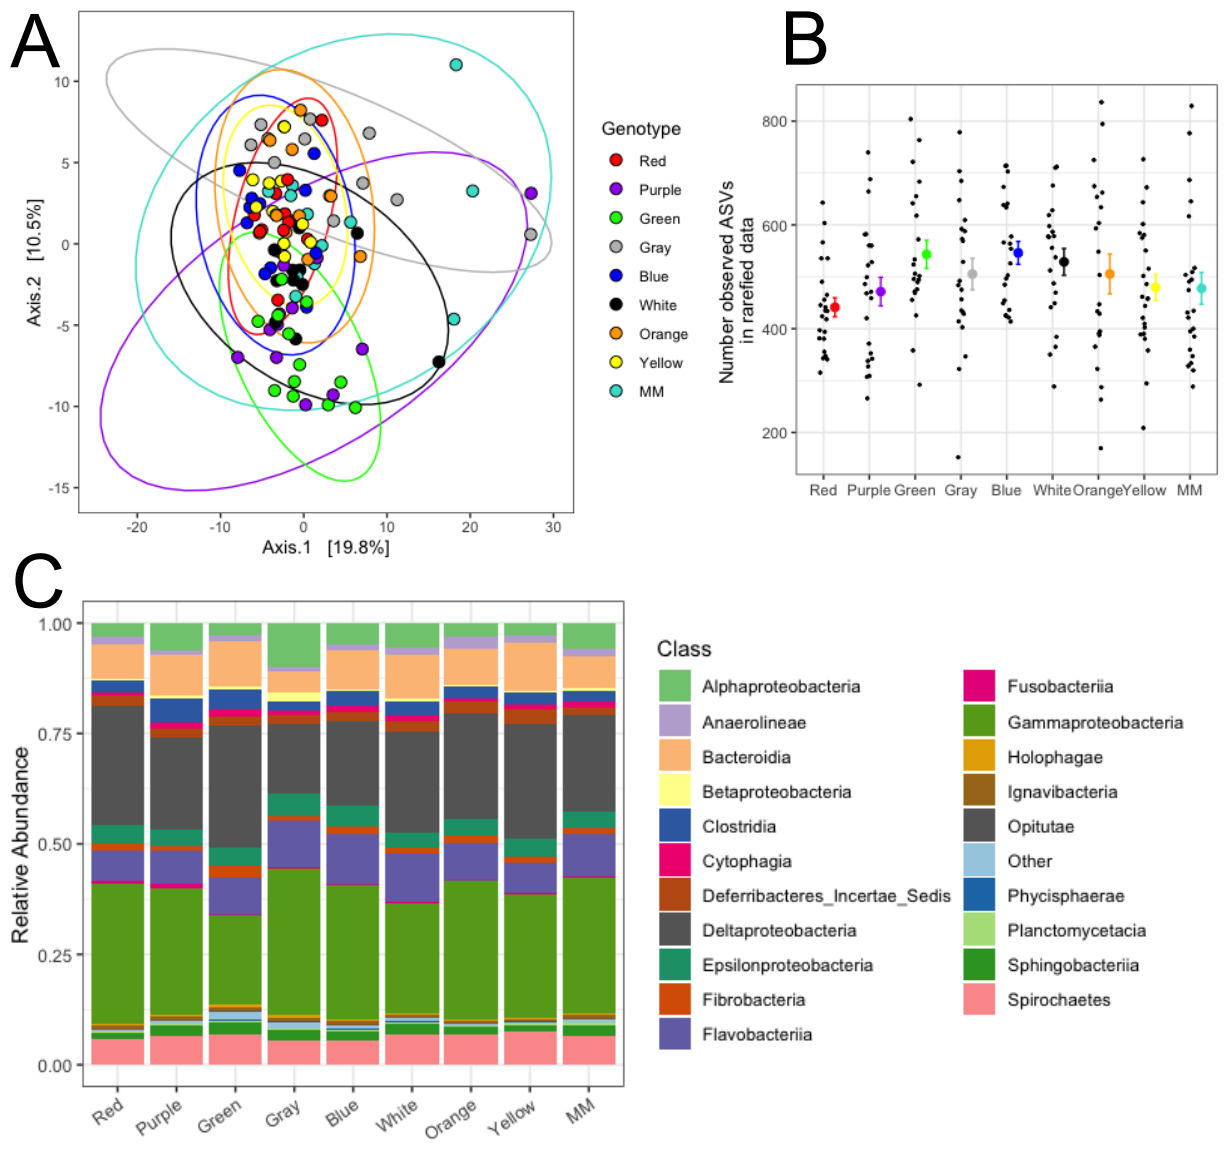 A
10
5
0
-5
-10
-15
Axis.2 [10.5%]
-20
-10
0
10
20
30
Axis.1 [19.8%]
Genotype
Red
Purple
Green
Gray
Blue
White
Orange
Yellow
MM
B
800
600
400
200
Number observed ASVs
in rarefied data
Red
Purple
Green
Gray
Blue
White
Orange
Yellow
MM
C
1.00
0.75
0.50
0.25
0.00
Relative Abundance
Red
Purple
Green
Gray
Blue
White
Orange
Yellow
MM
Class
Alphaproteobacteria
Anaerolineae
Bacteroidia
Betaproteobacteria
Clostridia
Cytophagia
Deferribacteres_Incertae_Sedis
Deltaproteobacteria
Epsilonproteobacteria
Fibrobacteria
Flavobacteriia
Fusobacteriia
Gammaproteobacteria
Holophagae
Ignavibacteria
Opitutae
Other
Phycisphaerae
Planctomycetacia
Sphingobacteriia
Spirochaetes